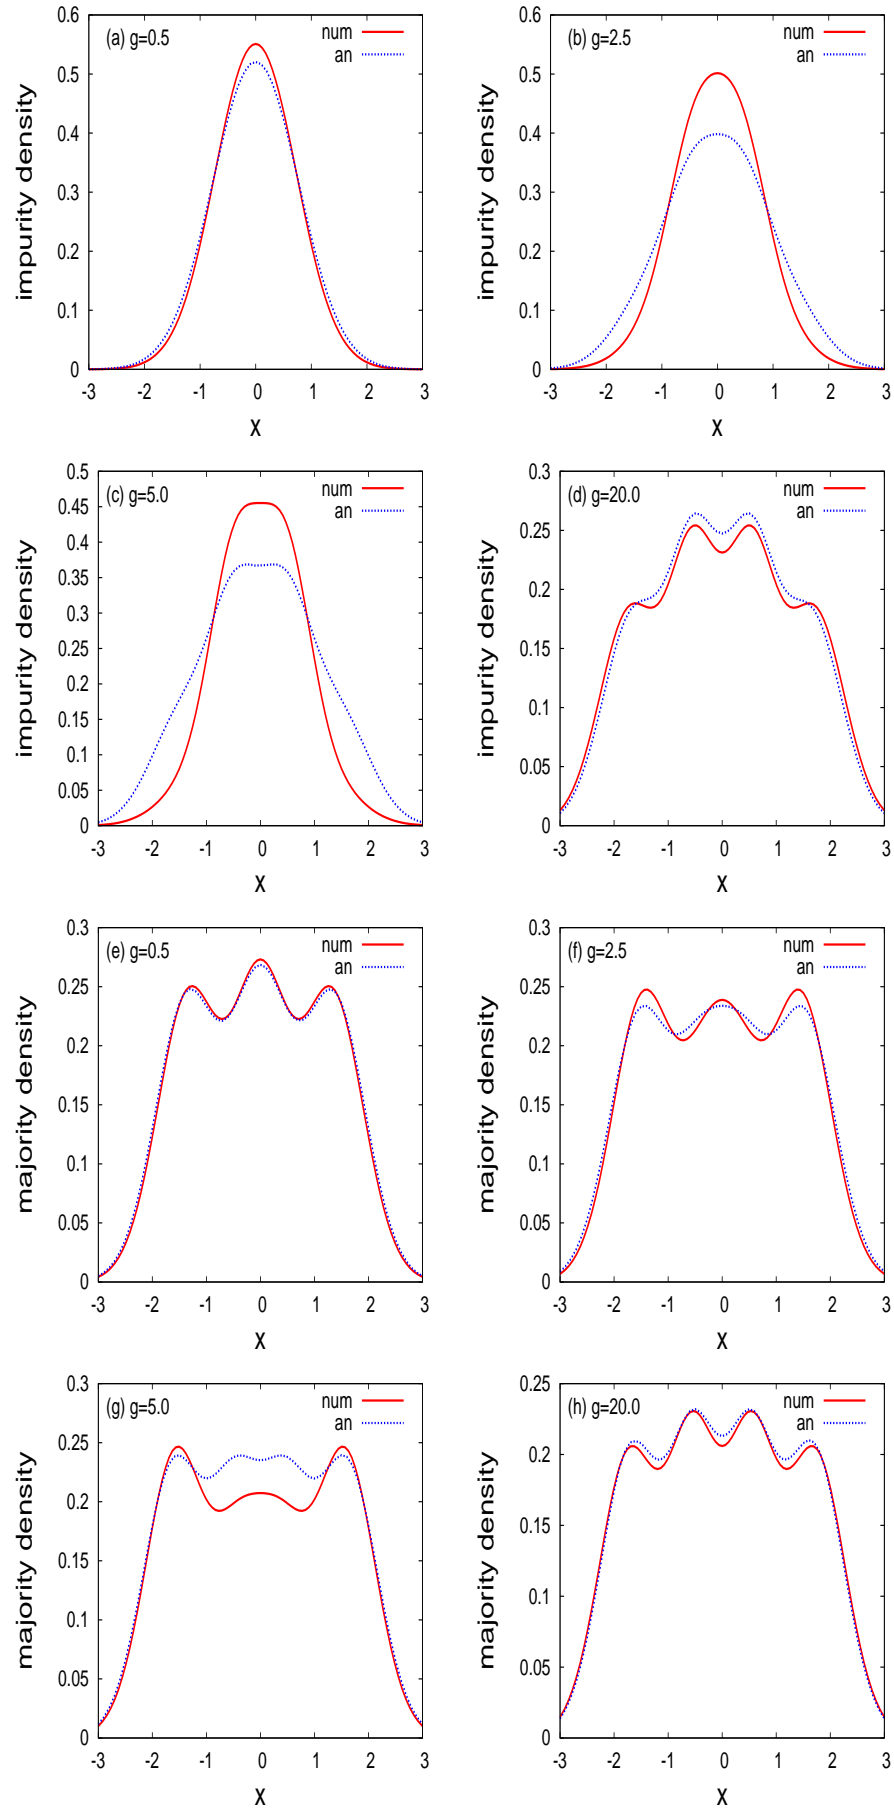 (a) g=0.5
num
an
impurity density
0.6
0.5
0.4
0.3
0.2
0.1
0
-3 -2 -1 0 1 2 3
x
(b) g=2.5
num
an
impurity density
0.6
0.5
0.4
0.3
0.2
0.1
0
-3 -2 -1 0 1 2 3
x
(c) g=5.0
num
an
impurity density
0.5
0.45
0.4
0.35
0.3
0.25
0.2
0.15
0.1
0.05
0
-3 -2 -1 0 1 2 3
x
(d) g=20.0
num
an
impurity density
0.3
0.25
0.2
0.15
0.1
0.05
0
-3 -2 -1 0 1 2 3
x
(e) g=0.5
num
an
majority density
0.3
0.25
0.2
0.15
0.1
0.05
0
-3 -2 -1 0 1 2 3
x
(f) g=2.5
num
an
majority density
0.3
0.25
0.2
0.15
0.1
0.05
0
-3 -2 -1 0 1 2 3
x
(g) g=5.0
num
an
majority density
0.3
0.25
0.2
0.15
0.1
0.05
0
-3 -2 -1 0 1 2 3
x
(h) g=20.0
num
an
majority density
0.25
0.2
0.15
0.1
0.05
0
-3 -2 -1 0 1 2 3
x